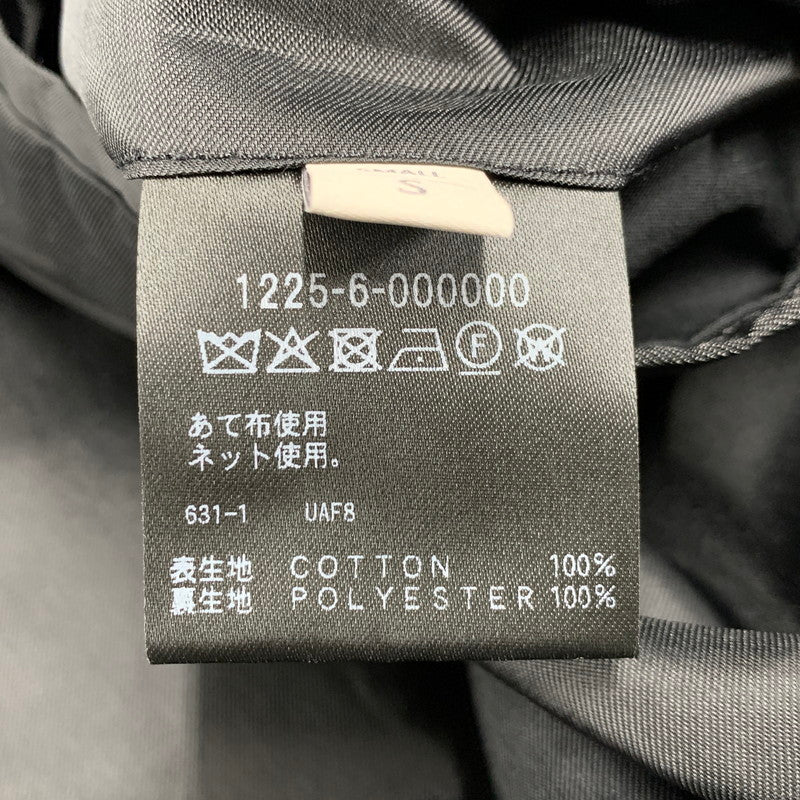 SMALL
S
1225-6-000000
F
W
あて布使用
ネット使用。
631-1 UAF8
表生地 COTTON 100%
裏生地 POLYESTER 100%